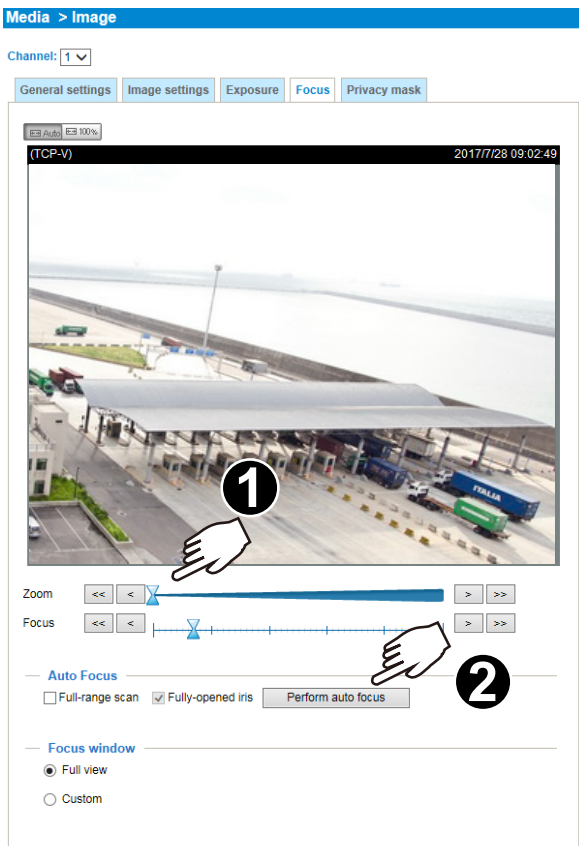 Media > Image
Channel: 1
General settings Image settings Exposure Focus Privacy mask
Auto 100%
(TCP-V) 2017/7/28 09:02:49
ITALIA
1
Zoom << < > >>
Focus << < > >>
2
Auto Focus
Full-range scan Fully-opened iris Perform auto focus
Focus window
Full view
Custom